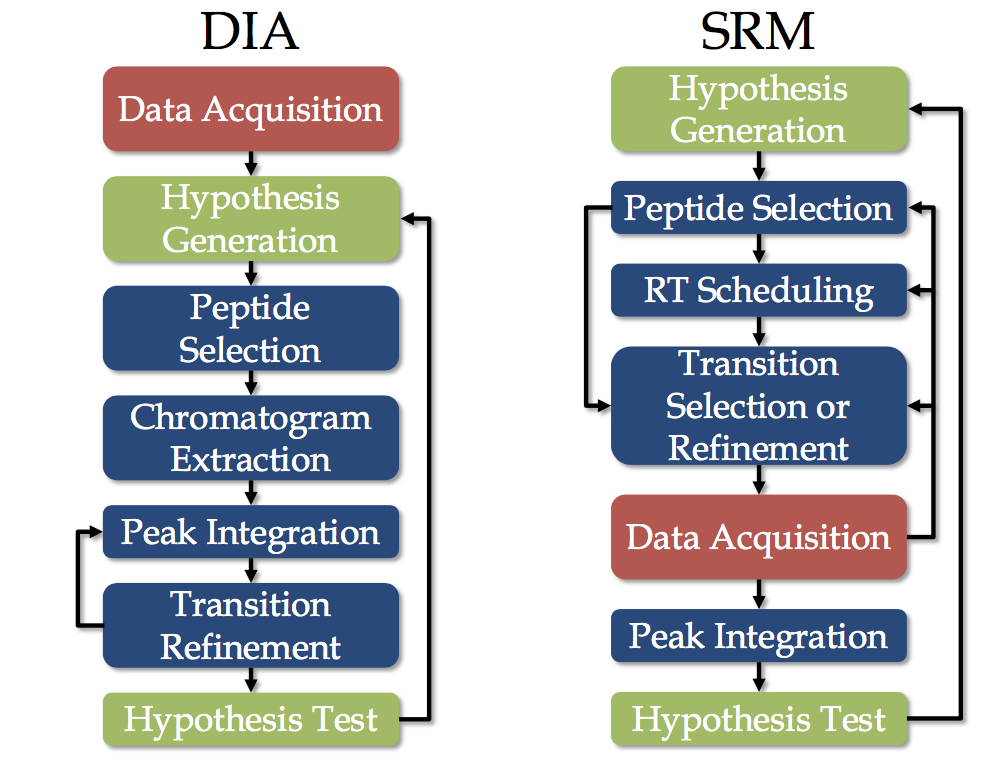 DIA
Data Acquisition
Hypothesis
Generation
Peptide
Selection
Chromatogram
Extraction
Peak Integration
Transition
Refinement
Hypothesis Test
SRM
Hypothesis
Generation
Peptide Selection
RT Scheduling
Transition
Selection or
Refinement
Data Acquisition
Peak Integration
Hypothesis Test